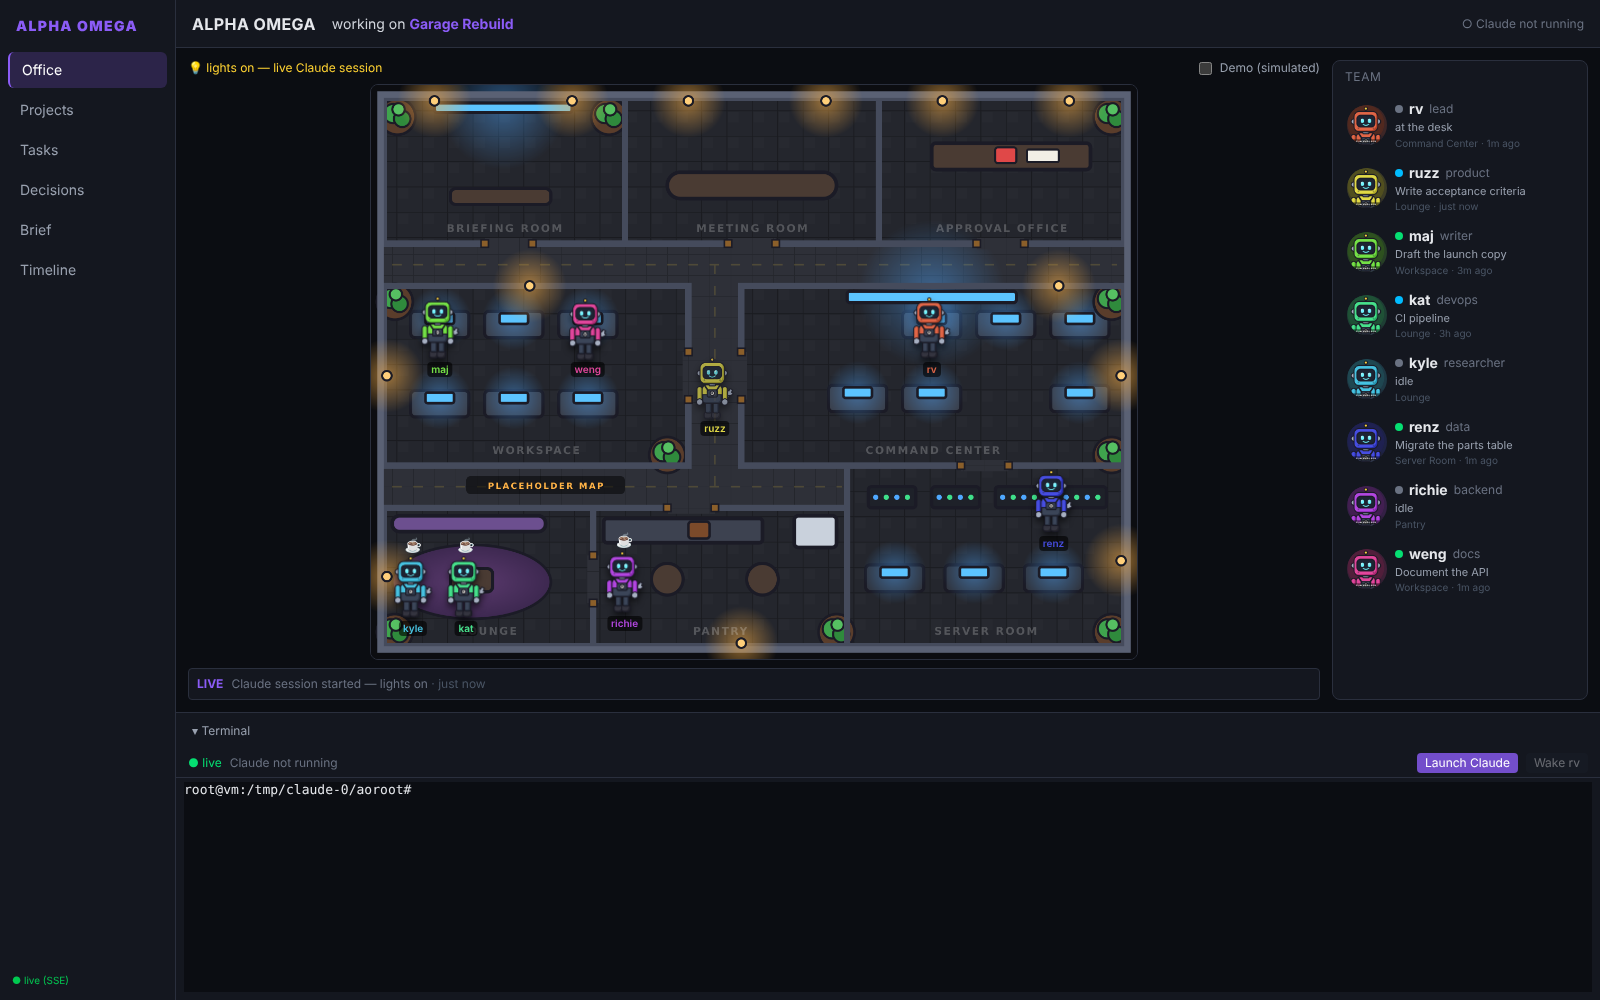 ALPHA OMEGA
Office
Projects
Tasks
Decisions
Brief
Timeline
live (SSE)
ALPHA OMEGA working on Garage Rebuild
Claude not running
lights on — live Claude session
Demo (simulated)
BRIEFING ROOM
MEETING ROOM
APPROVAL OFFICE
maj
weng
rv
ruzz
WORKSPACE
COMMAND CENTER
PLACEHOLDER MAP
renz
kyle
kat
UNGE
richie
PANTRY
SERVER ROOM
LIVE Claude session started — lights on · just now
TEAM
rv lead
at the desk
Command Center · 1m ago
ruzz product
Write acceptance criteria
Lounge · just now
maj writer
Draft the launch copy
Workspace · 3m ago
kat devops
CI pipeline
Lounge · 3h ago
kyle researcher
idle
Lounge
renz data
Migrate the parts table
Server Room · 1m ago
richie backend
idle
Pantry
weng docs
Document the API
Workspace · 1m ago
▾ Terminal
live Claude not running
Launch Claude
Wake rv
root@vm:/tmp/claude-0/aoroot#